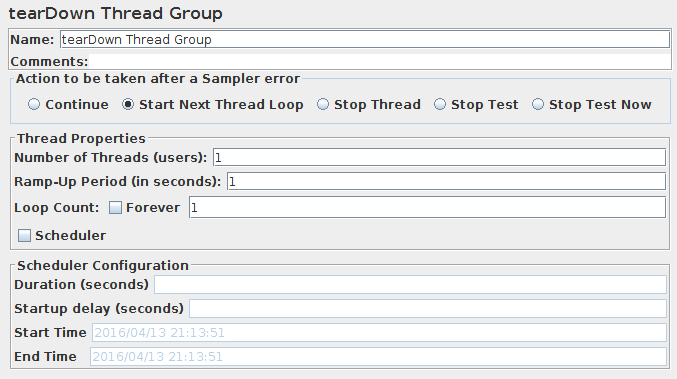 tearDown Thread Group
Name: tearDown Thread Group
Comments:
Action to be taken after a Sampler error
Continue Start Next Thread Loop Stop Thread Stop Test Stop Test Now
Thread Properties
Number of Threads (users): 1
Ramp-Up Period (in seconds): 1
Loop Count: Forever 1
Scheduler
Scheduler Configuration
Duration (seconds)
Startup delay (seconds)
Start Time 2016/04/13 21:13:51
End Time 2016/04/13 21:13:51